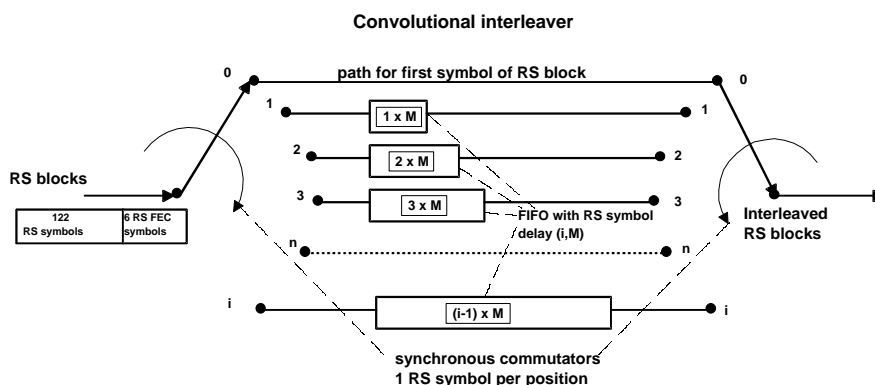 Convolutional interleaver
0
path for first symbol of RS block
0
1
1 x M
1
2
2 x M
2
RS blocks
3
3 x M
3
122
RS symbols
6 RS FEC
symbols
FIFO with RS symbol
delay (i,M)
Interleaved
RS blocks
n
n
i
(i-1) x M
i
synchronous commutators
1 RS symbol per position